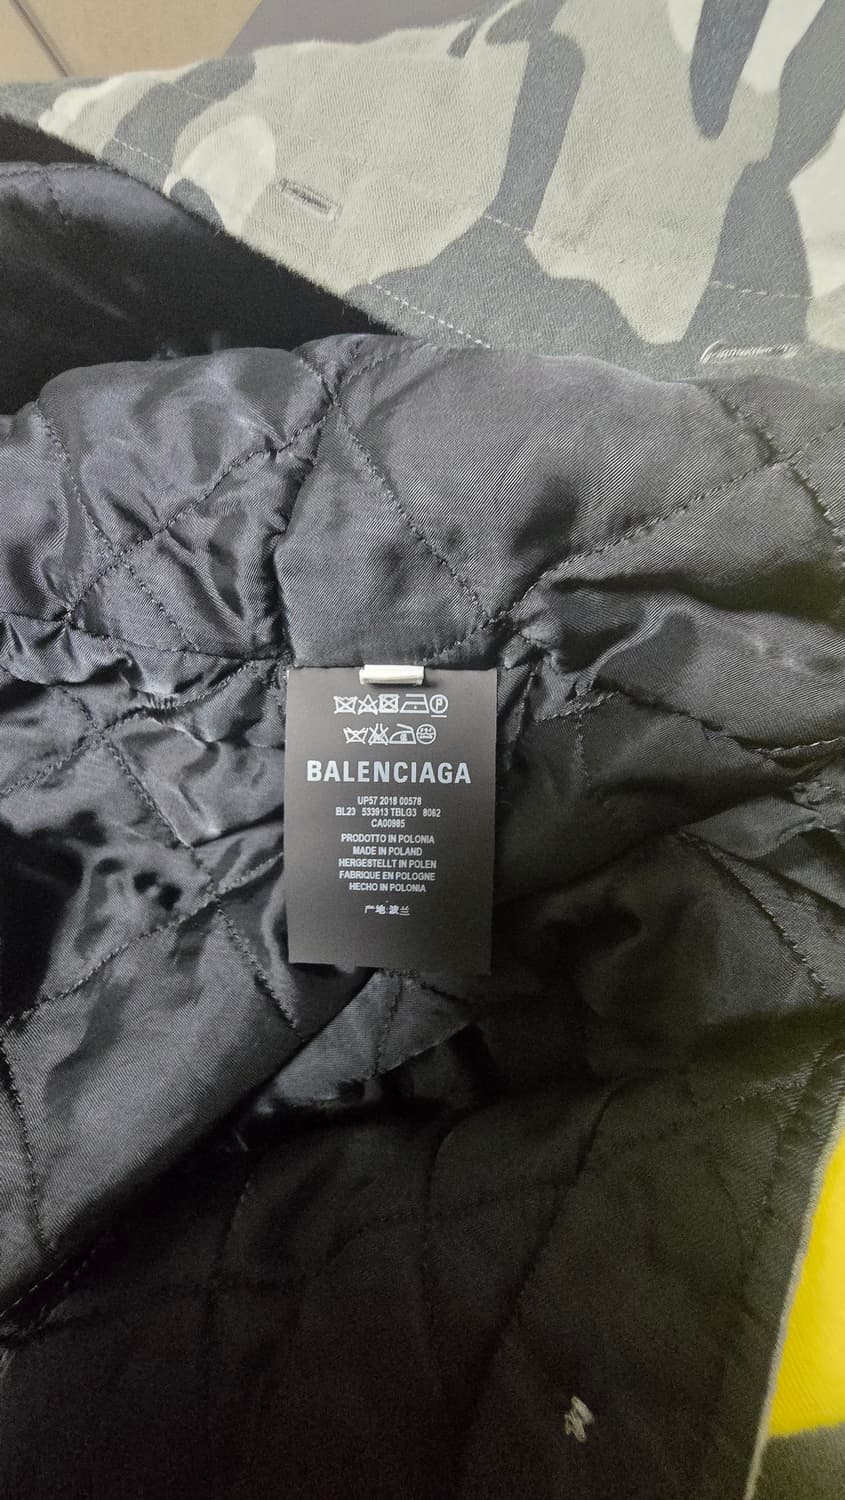 BALENCIAGA
UP57 2018 00578
BL23 533913 TBLG3 8062
CA00985
PRODOTTO IN POLONIA
MADE IN POLAND
HERGESTELLT IN POLEN
FABRIQUE EN POLOGNE
HECHO IN POLONIA
产地:波兰